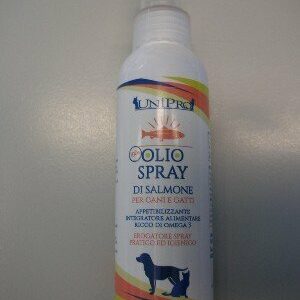 UNIPRO
OLIO
SPRAY
DI SALMONE
PER CANI E GATTI
APPETIBILIZZANTE
INTEGRATORE ALIMENTARE
RICCO DI OMEGA 3
EROGATORE SPRAY
PRATICO ED IGIENICO